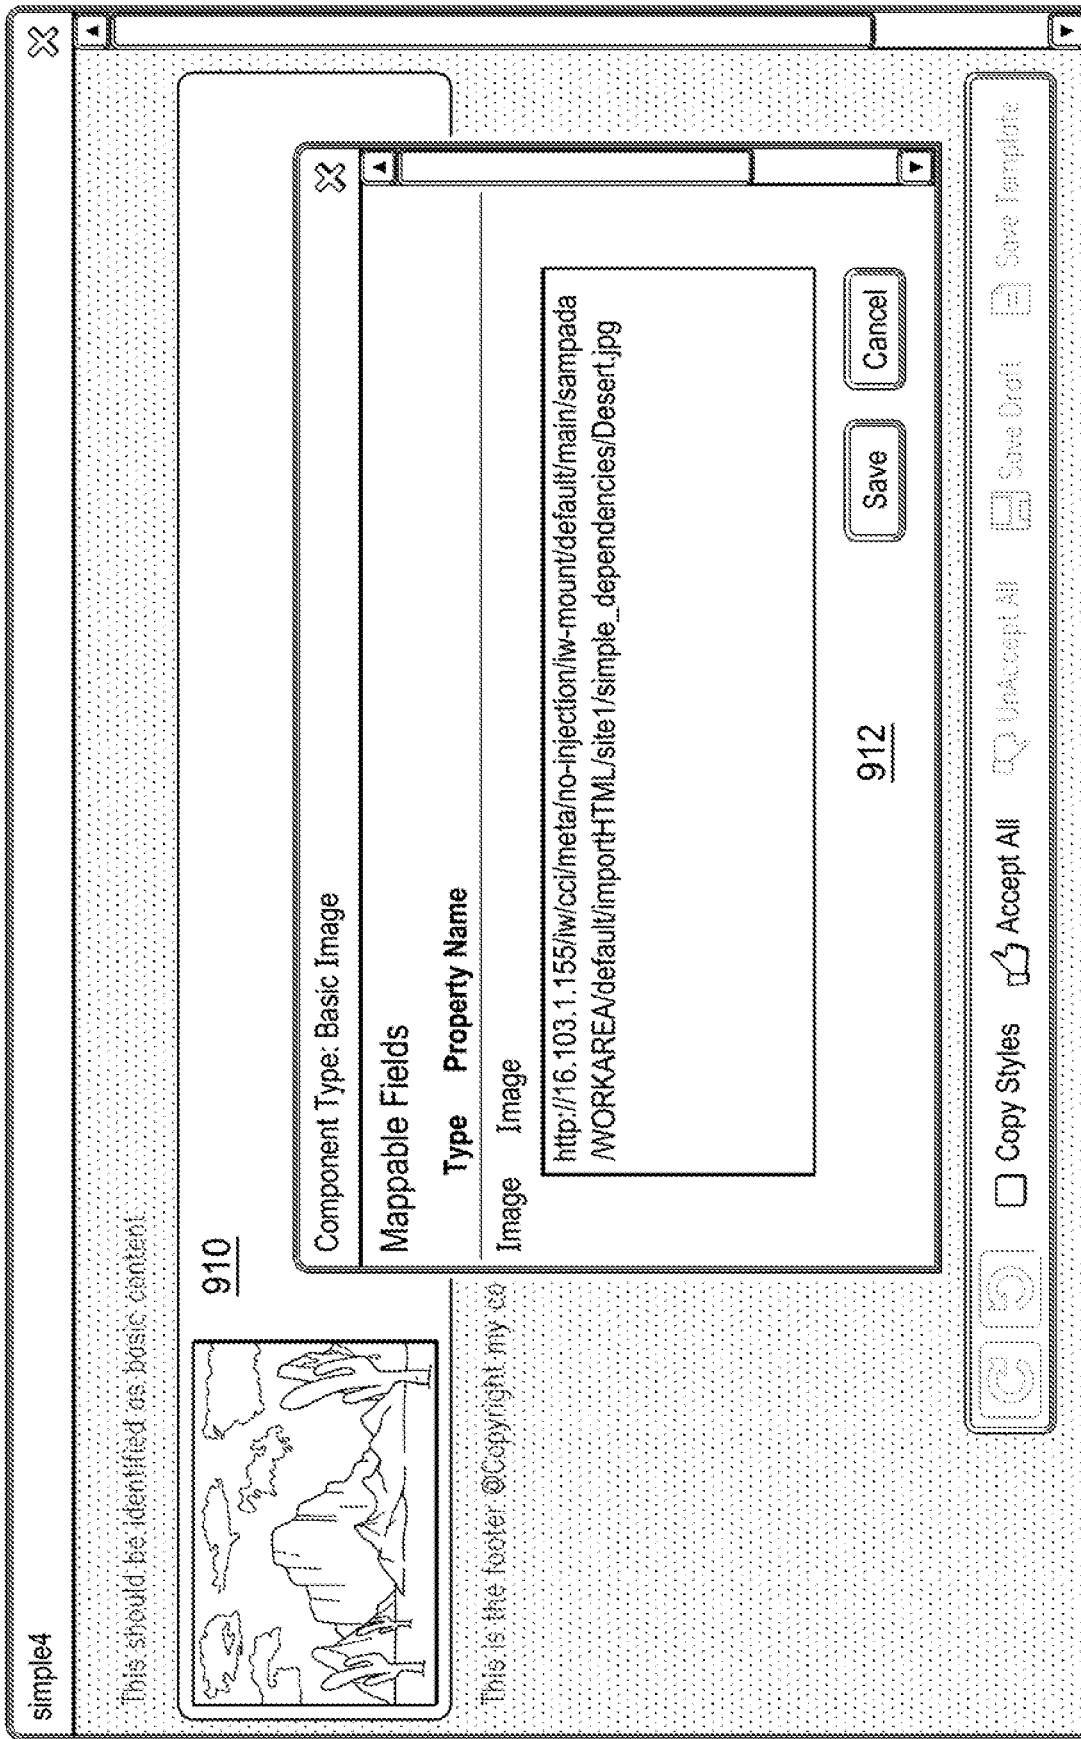 simple4
This should be identified as basic content
910
Component Type: Basic Image
Mappable Fields
Type Property Name
Image Image
http://16.103.1.155/iw/cci/meta/no-injection/iw-mount/default/main/sampada
/WORKAREA/default/importHTML/site1/simple_dependencies/Desert.jpg
Save Cancel
912
This is the footer @Copyright my co
Copy Styles Accept All UnAccept All Save Draft Save Template